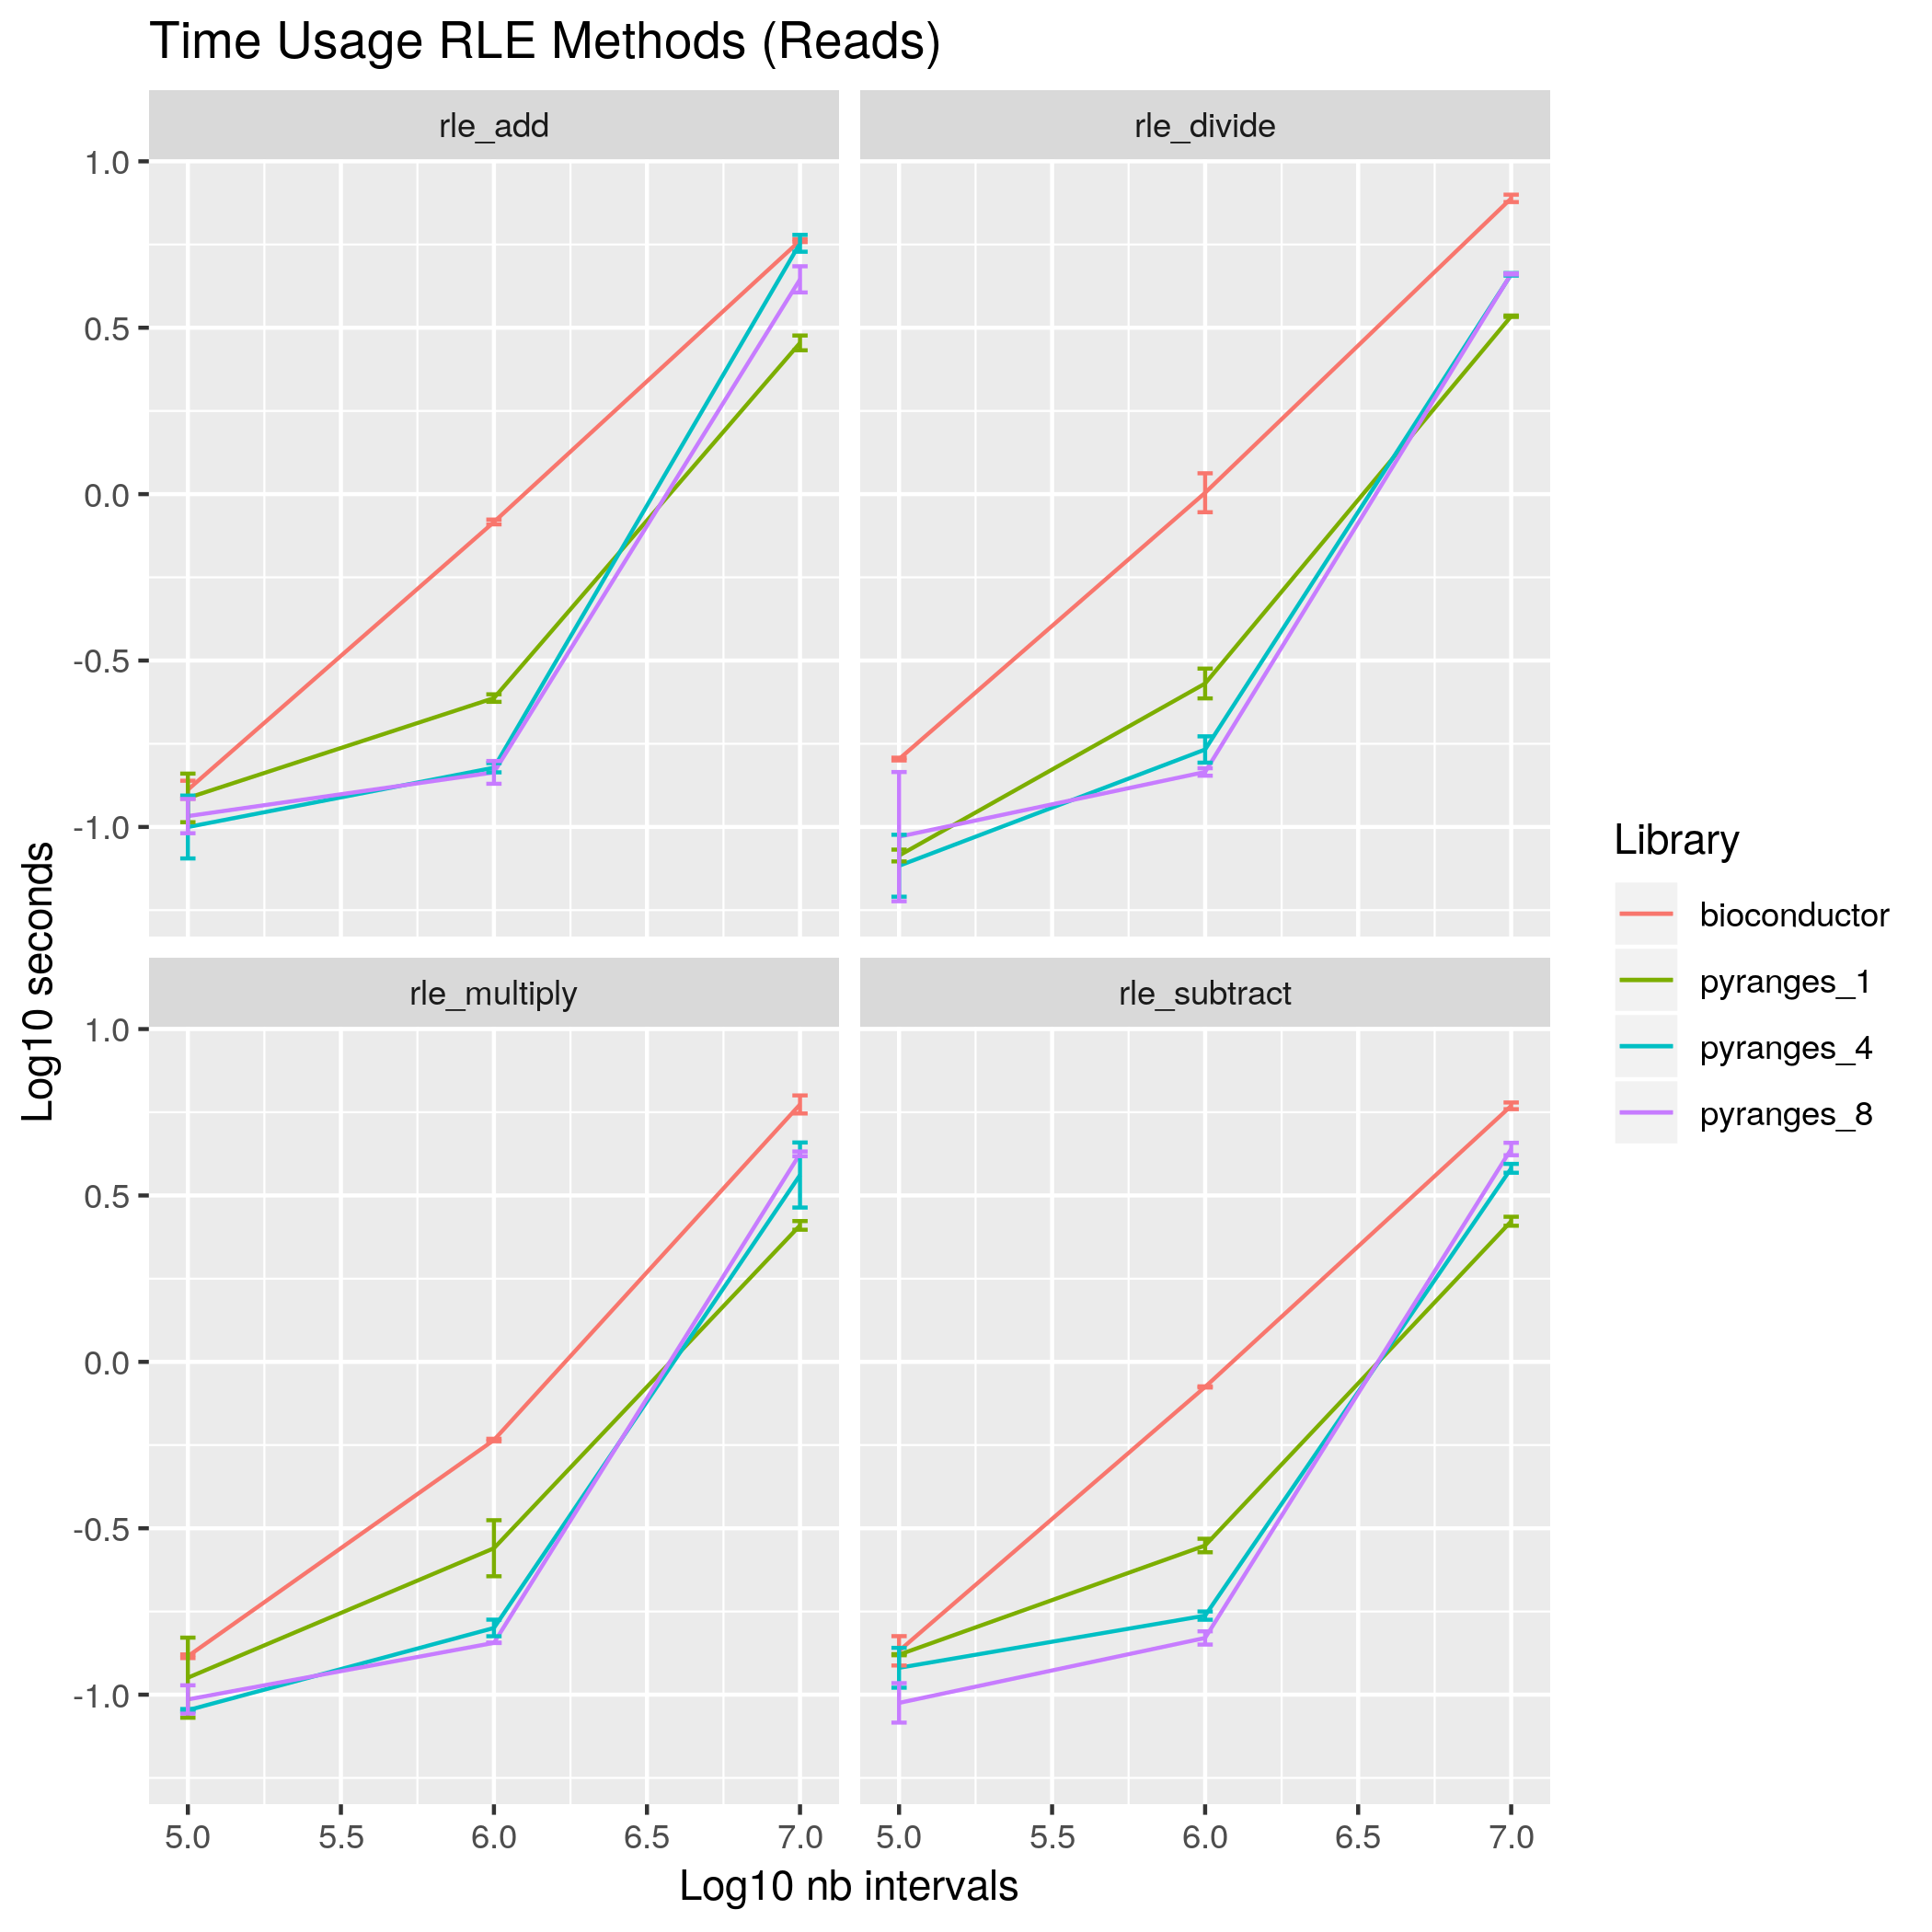 Time Usage RLE Methods (Reads)
rle_add
rle_divide
1.0
0.5
0.0
-0.5
-1.0
rle_multiply
rle_subtract
1.0
0.5
0.0
-0.5
-1.0
5.0 5.5 6.0 6.5 7.0
5.0 5.5 6.0 6.5 7.0
Log10 nb intervals
Log10 seconds
Library
bioconductor
pyranges_1
pyranges_4
pyranges_8